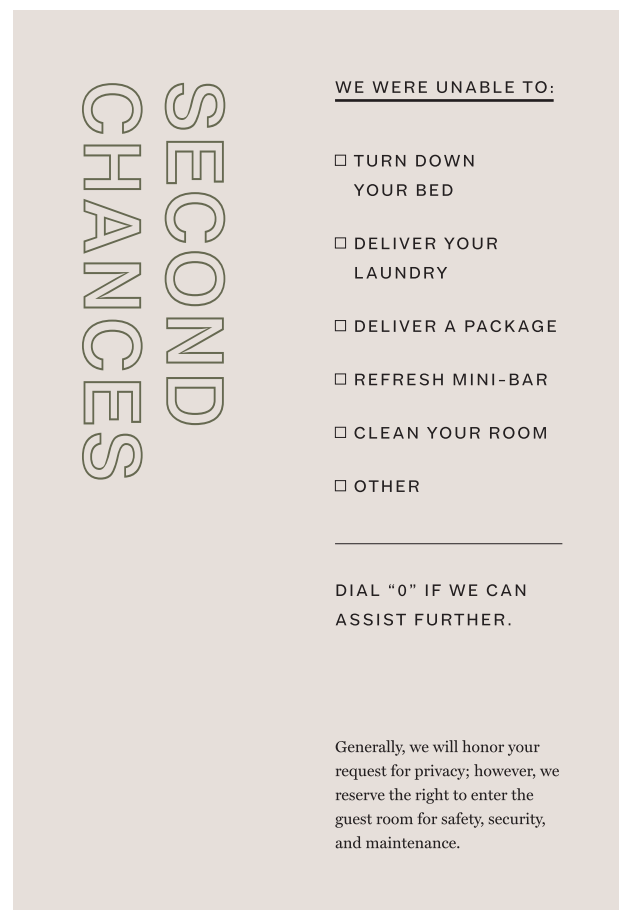 SECOND
CHANCES
WE WERE UNABLE TO:
☐ TURN DOWN
YOUR BED
☐ DELIVER YOUR
LAUNDRY
☐ DELIVER A PACKAGE
☐ REFRESH MINI-BAR
☐ CLEAN YOUR ROOM
☐ OTHER
DIAL “0” IF WE CAN
ASSIST FURTHER.
Generally, we will honor your
request for privacy; however, we
reserve the right to enter the
guest room for safety, security,
and maintenance.